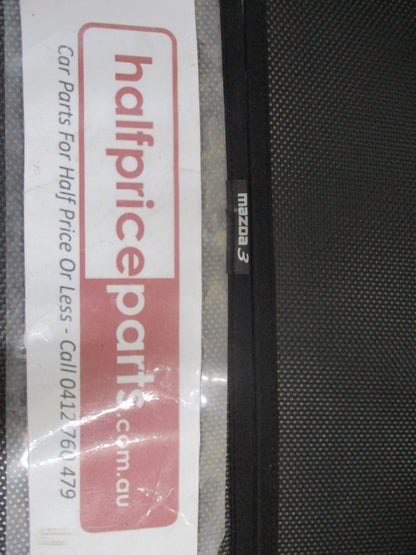 halfpriceparts.com.au
Car Parts For Half Price Or Less - Call 0412 760 479
mazda 3